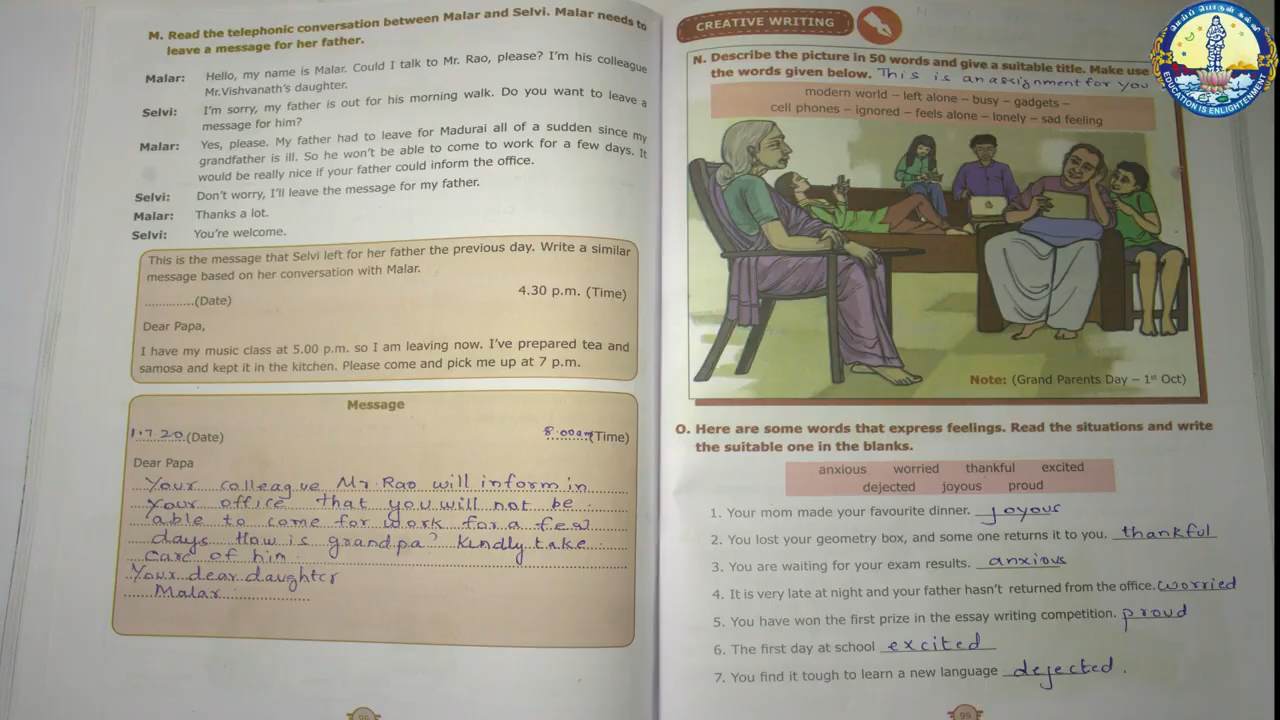 M. Read the telephonic conversation between Malar and Selvi. Malar needs to
leave a message for her father.
Malar: Hello, my name is Malar. Could I talk to Mr. Rao, please? I'm his colleague
Mr.Vishvanath's daughter.
Selvi: I'm sorry, my father is out for his morning walk. Do you want to leave a
message for him?
Malar: Yes, please. My father had to leave for Madurai all of a sudden since my
grandfather is ill. So he won't be able to come to work for a few days. It
would be really nice if your father could inform the office.
Selvi: Don't worry, I'll leave the message for my father.
Malar: Thanks a lot.
Selvi: You're welcome.
This is the message that Selvi left for her father the previous day. Write a similar
message based on her conversation with Malar.
.............(Date) 4.30 p.m. (Time)
Dear Papa,
I have my music class at 5.00 p.m. so I am leaving now. I've prepared tea and
samosa and kept it in the kitchen. Please come and pick me up at 7 p.m.
Message
1.7.20 (Date) 8.00am (Time)
Dear Papa
Your colleague Mr Rao will inform in
your office that you will not be
able to come for work for a few
days How is grandpa? Kindly take
care of him
Your dear daughter
Malar
98
CREATIVE WRITING
N. Describe the picture in 50 words and give a suitable title. Make use
the words given below. This is an assignment for you
modern world – left alone – busy – gadgets –
cell phones – ignored – feels alone – lonely – sad feeling
Note: (Grand Parents Day – 1st Oct)
O. Here are some words that express feelings. Read the situations and write
the suitable one in the blanks.
anxious worried thankful excited
dejected joyous proud
1. Your mom made your favourite dinner. joyous
2. You lost your geometry box, and some one returns it to you. thankful
3. You are waiting for your exam results. anxious
4. It is very late at night and your father hasn't returned from the office. worried
5. You have won the first prize in the essay writing competition. proud
6. The first day at school excited
7. You find it tough to learn a new language dejected.
99
மெய்ப் பொருள் கல்வி
EDUCATION IS ENLIGHTENMENT